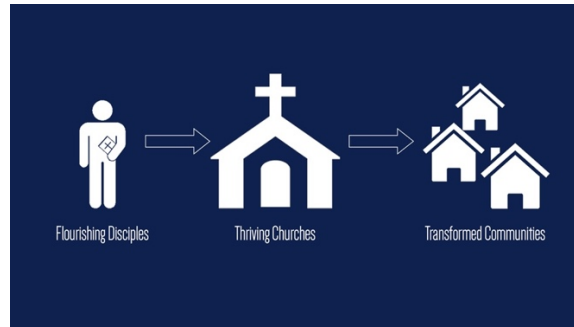 Flourishing Disciples
Thriving Churches
Transformed Communities